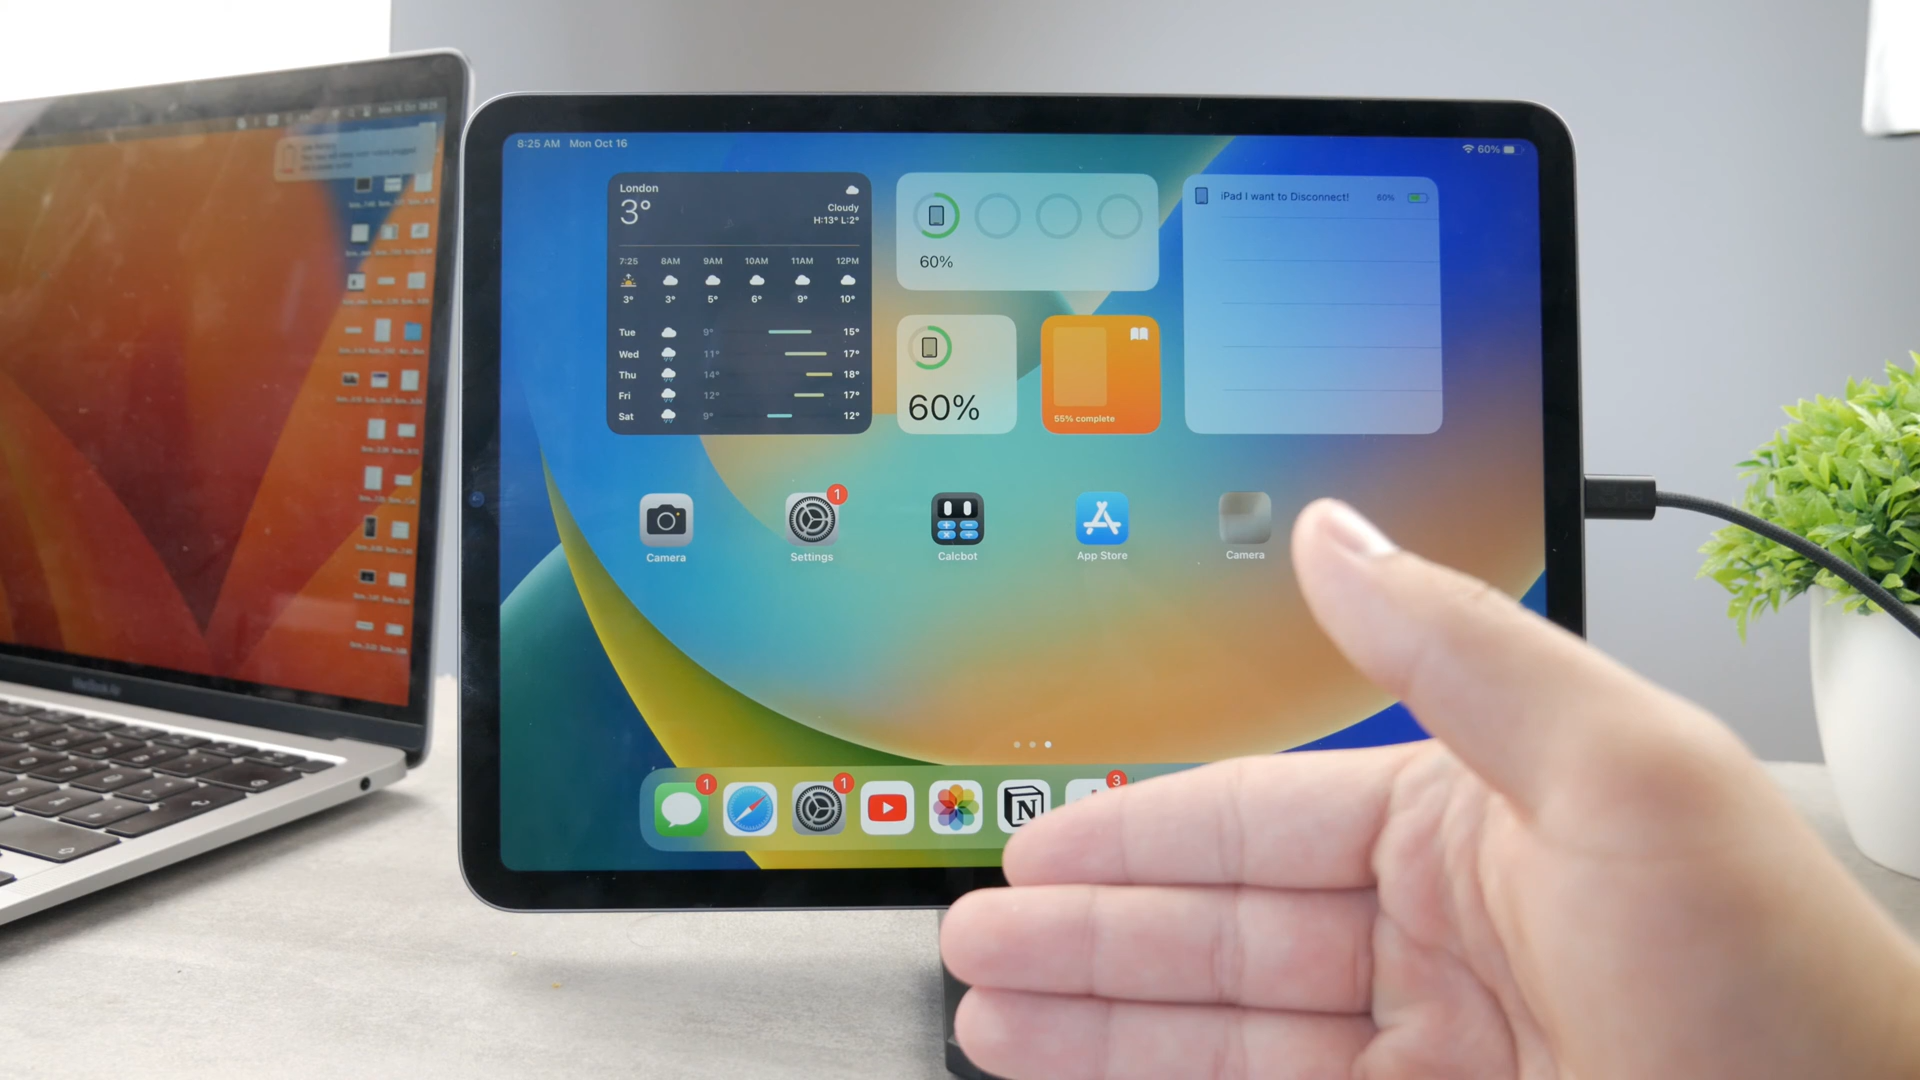 8:25 AM Mon Oct 16
60%
London
3°
Cloudy
H:13° L:2°
7:25 8AM 9AM 10AM 11AM 12PM
3° 3° 5° 6° 9° 10°
Tue 9° 15°
Wed 11° 17°
Thu 14° 18°
Fri 12° 17°
Sat 9° 12°
60%
60%
55% complete
iPad I want to Disconnect! 60%
Camera
1
Settings
Calcbot
App Store
Camera
1
1
N
3